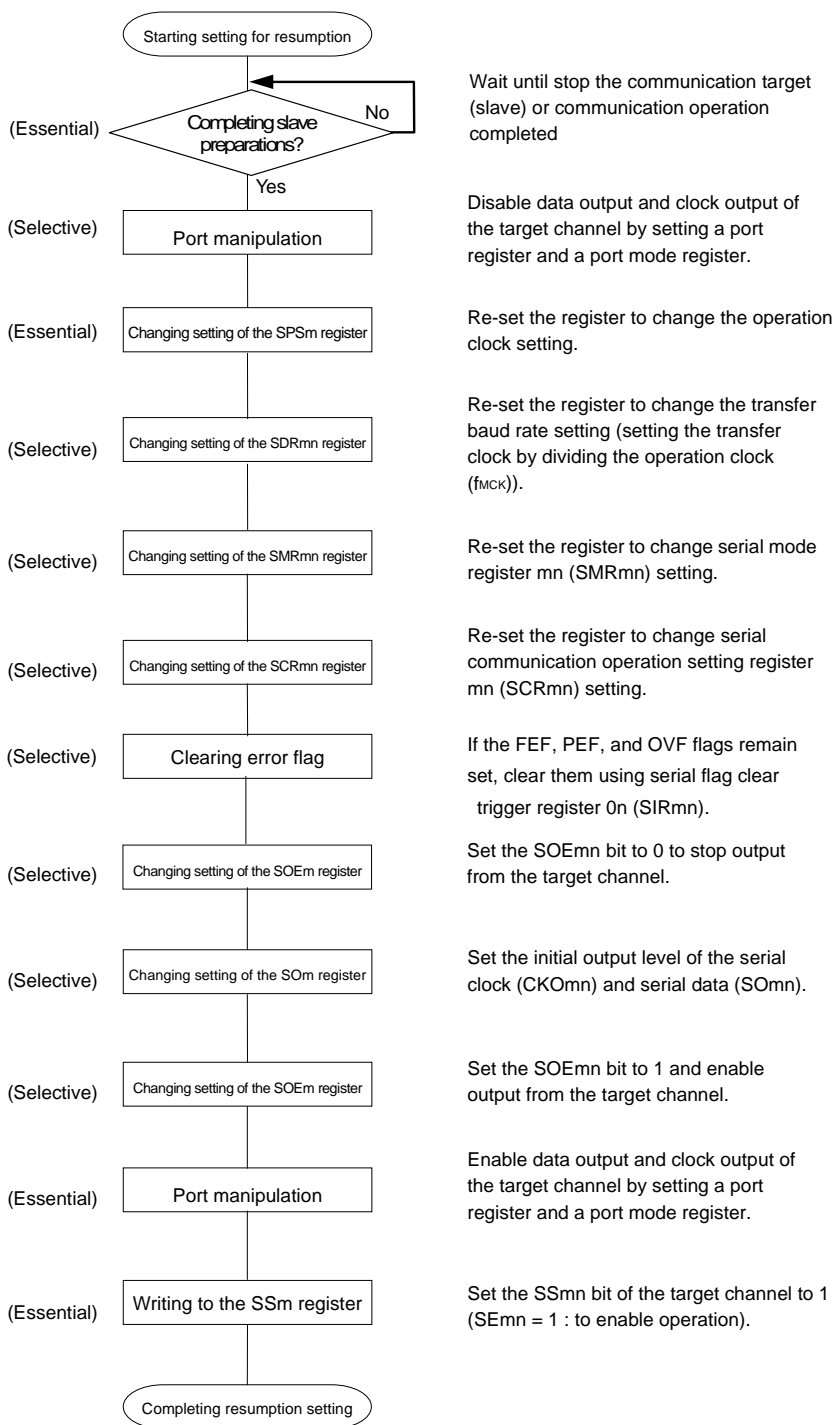 Starting setting for resumption
Wait until stop the communication target
(slave) or communication operation
completed
(Essential)
Completing slave
preparations?
No
Yes
(Selective)
Port manipulation
Disable data output and clock output of
the target channel by setting a port
register and a port mode register.
(Essential)
Changing setting of the SPSm register
Re-set the register to change the operation
clock setting.
(Selective)
Changing setting of the SDRmn register
Re-set the register to change the transfer
baud rate setting (setting the transfer
clock by dividing the operation clock
(fMCK)).
(Selective)
Changing setting of the SMRmn register
Re-set the register to change serial mode
register mn (SMRmn) setting.
(Selective)
Changing setting of the SCRmn register
Re-set the register to change serial
communication operation setting register
mn (SCRmn) setting.
(Selective)
Clearing error flag
If the FEF, PEF, and OVF flags remain
set, clear them using serial flag clear
trigger register 0n (SIRmn).
(Selective)
Changing setting of the SOEm register
Set the SOEmn bit to 0 to stop output
from the target channel.
(Selective)
Changing setting of the SOm register
Set the initial output level of the serial
clock (CKOmn) and serial data (SOmn).
(Selective)
Changing setting of the SOEm register
Set the SOEmn bit to 1 and enable
output from the target channel.
(Essential)
Port manipulation
Enable data output and clock output of
the target channel by setting a port
register and a port mode register.
(Essential)
Writing to the SSm register
Set the SSmn bit of the target channel to 1
(SEmn = 1 : to enable operation).
Completing resumption setting